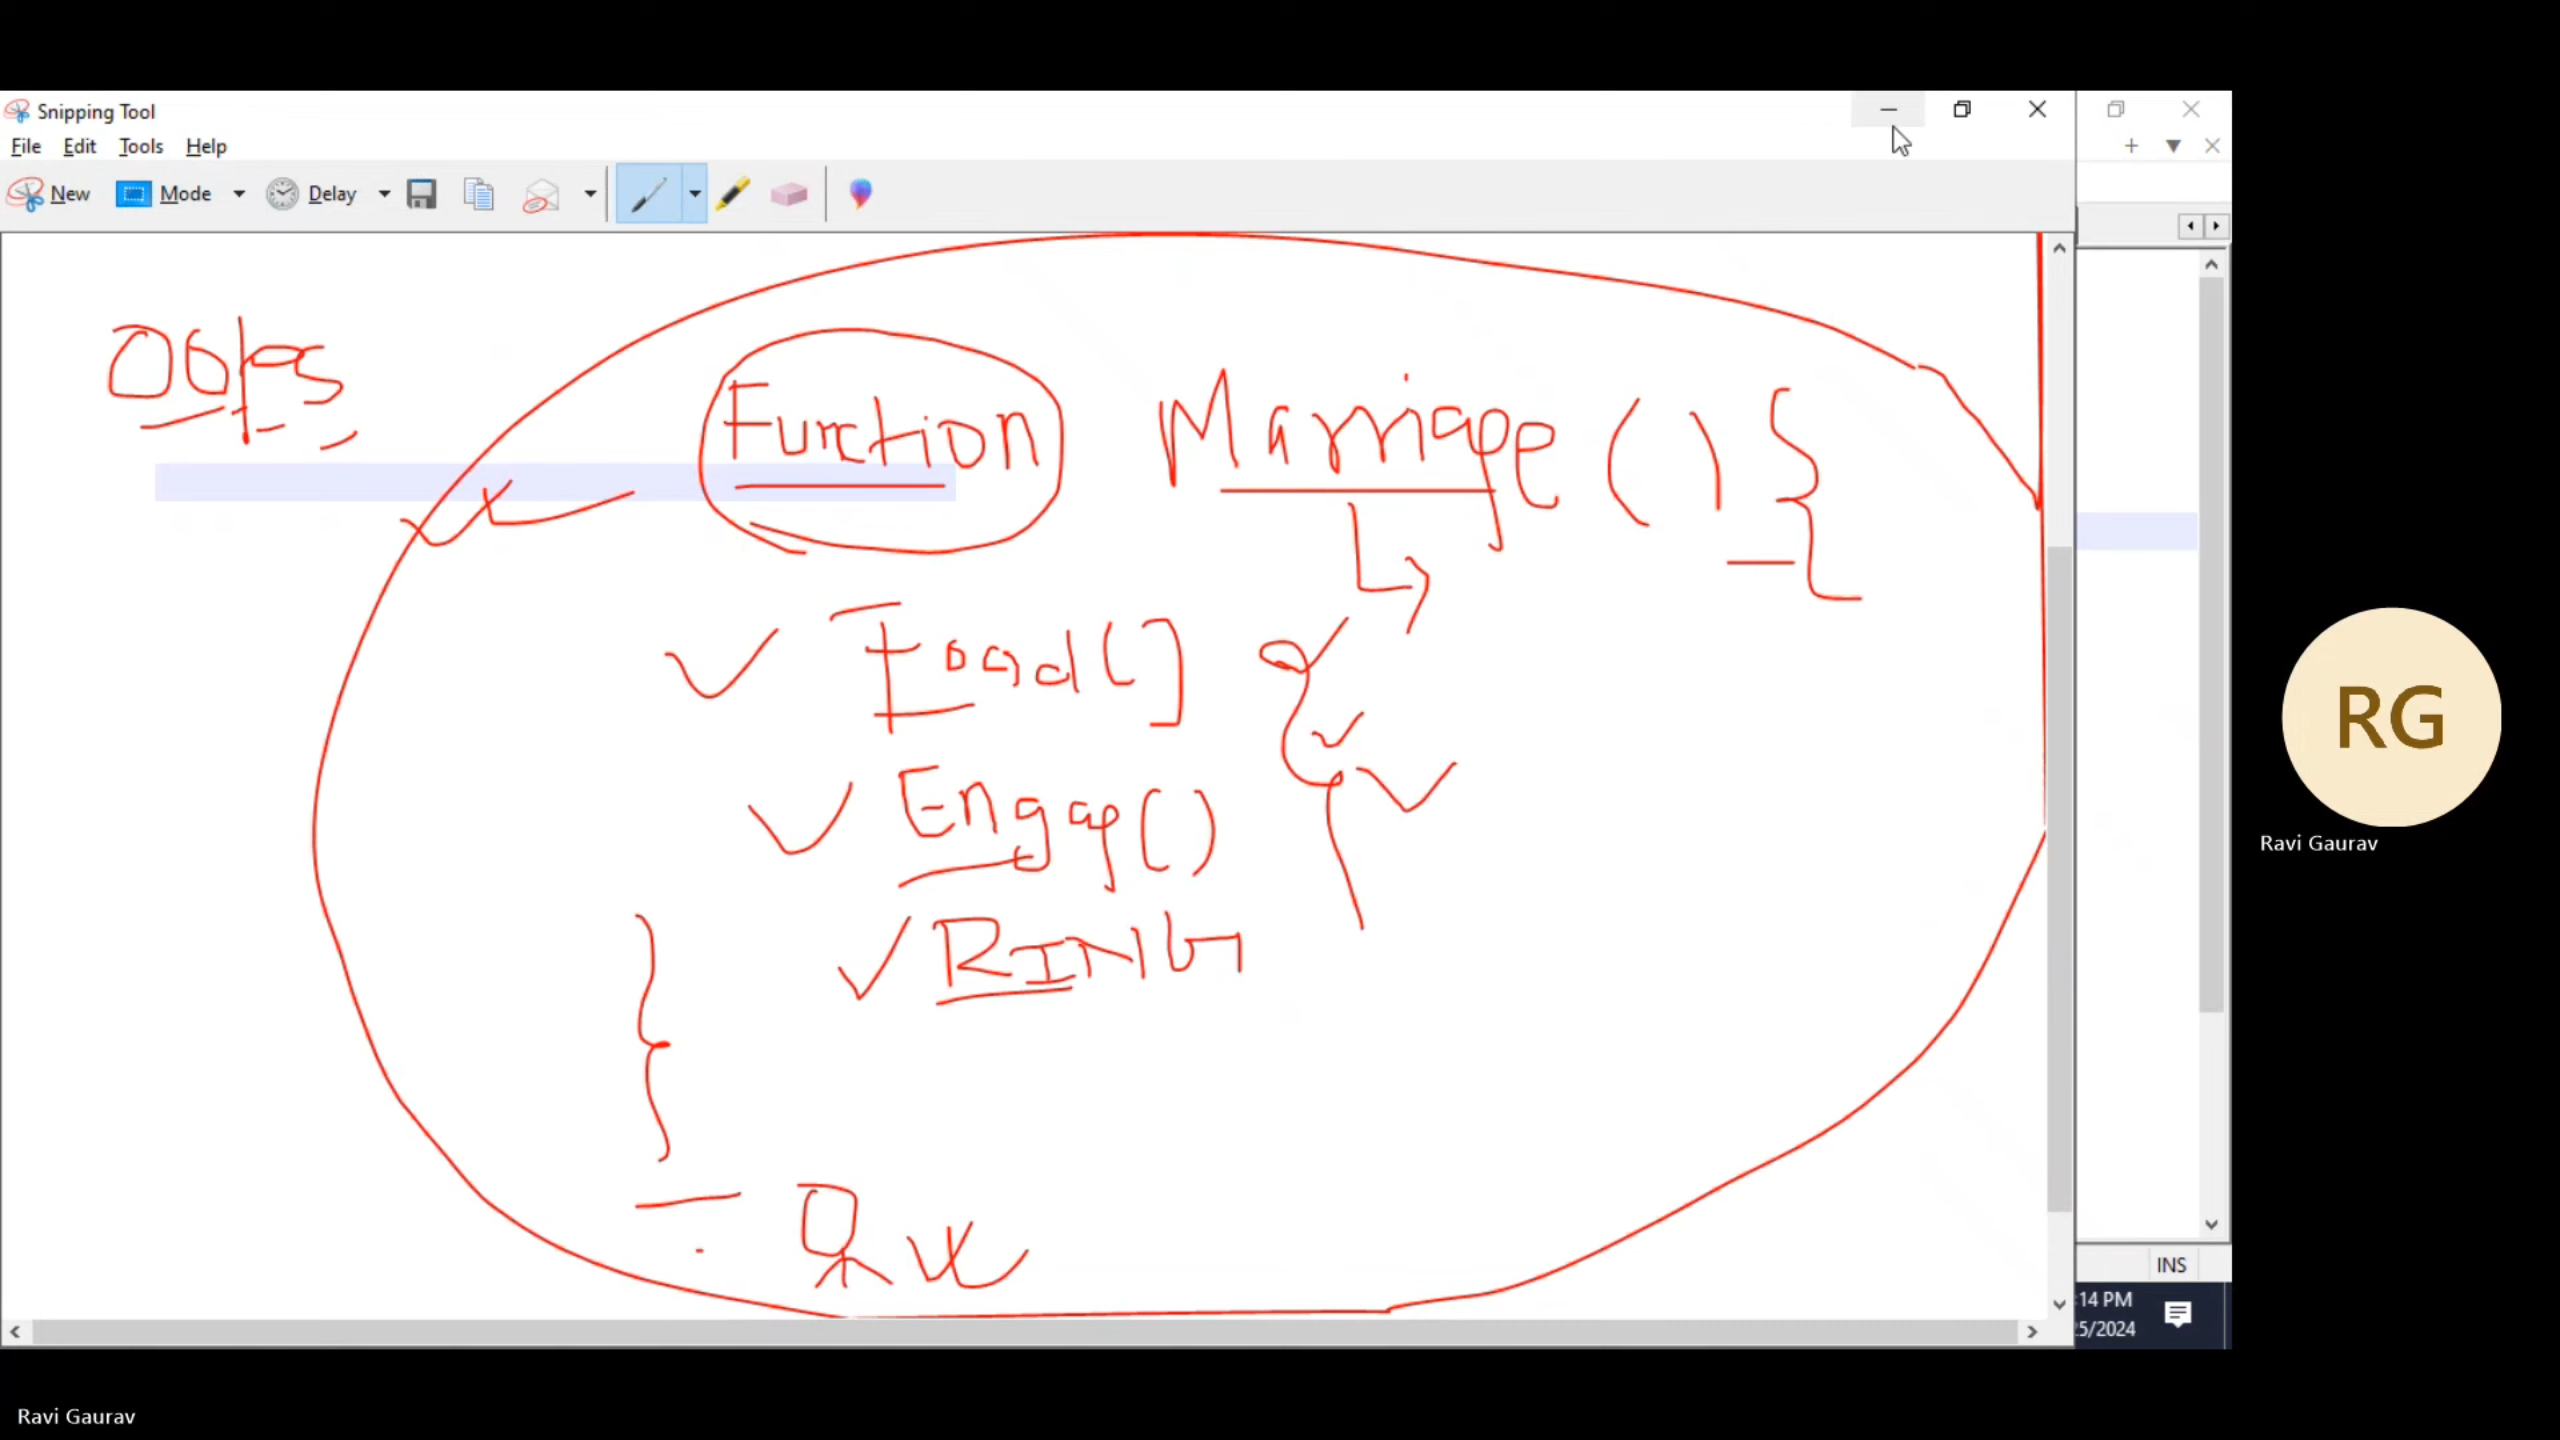 Snipping Tool
File Edit Tools Help
New Mode Delay
OOPs
Function Marriage () {
Food()
Engag()
RING
}
RG
Ravi Gaurav
INS
:14 PM
25/2024
Ravi Gaurav